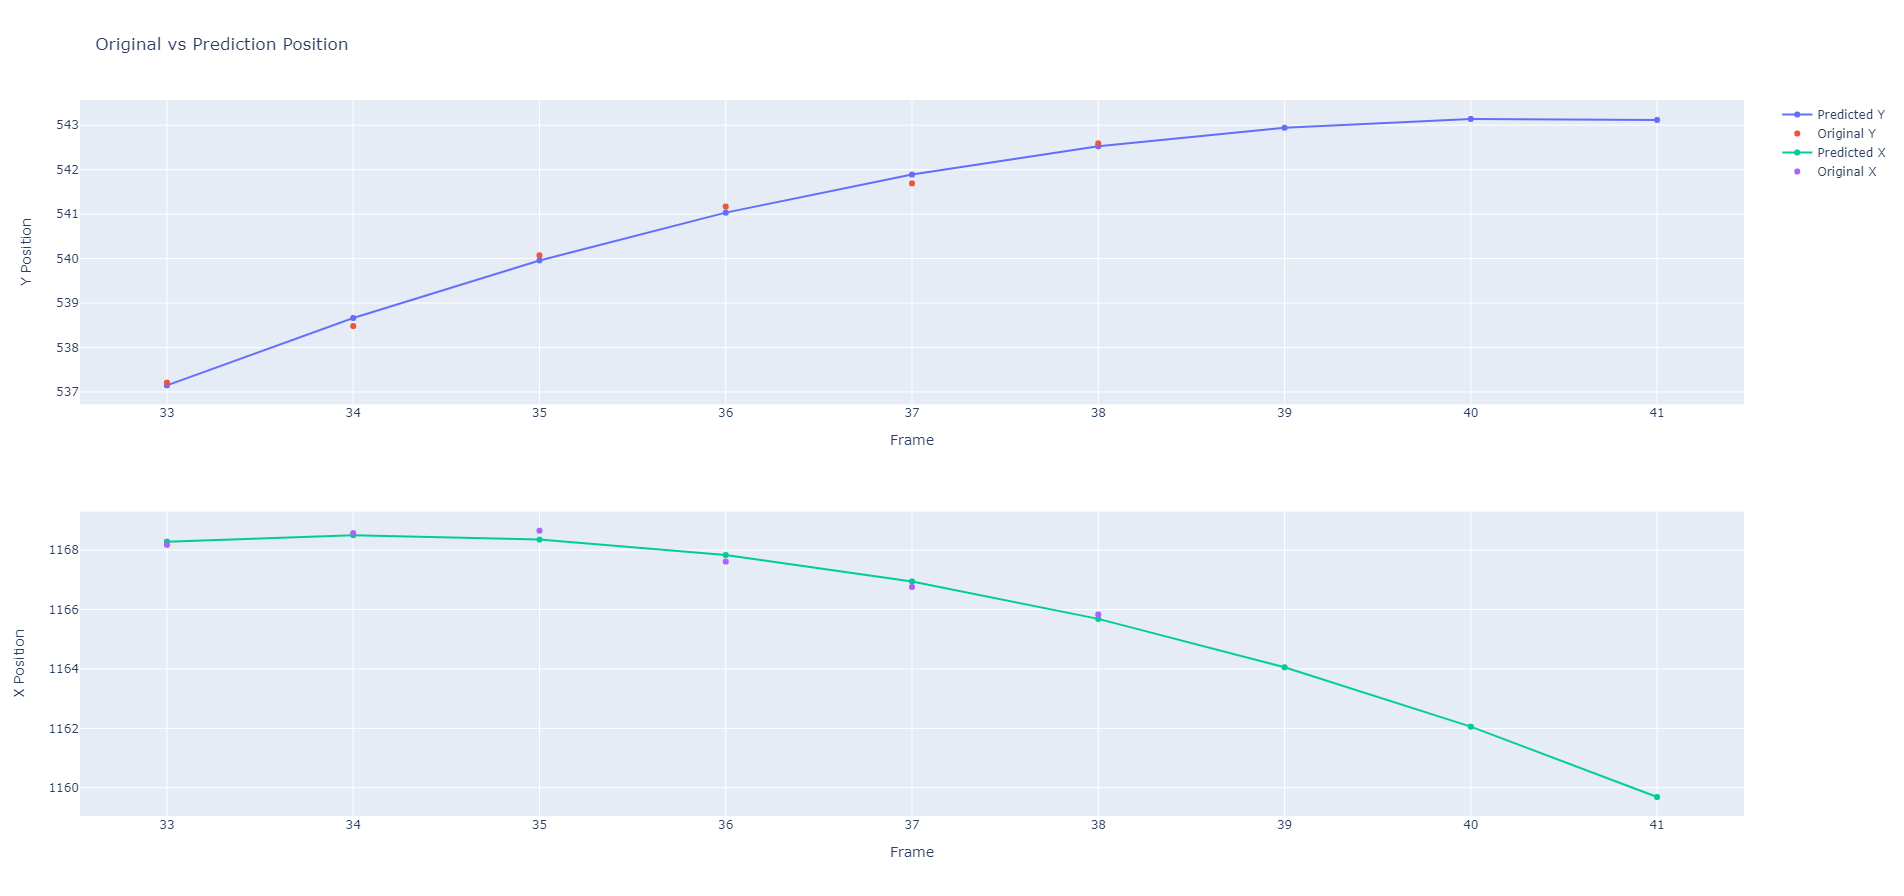 Original vs Prediction Position
Predicted Y
Original Y
Predicted X
Original X
Y Position
543
542
541
540
539
538
537
33 34 35 36 37 38 39 40 41
Frame
X Position
1168
1166
1164
1162
1160
33 34 35 36 37 38 39 40 41
Frame